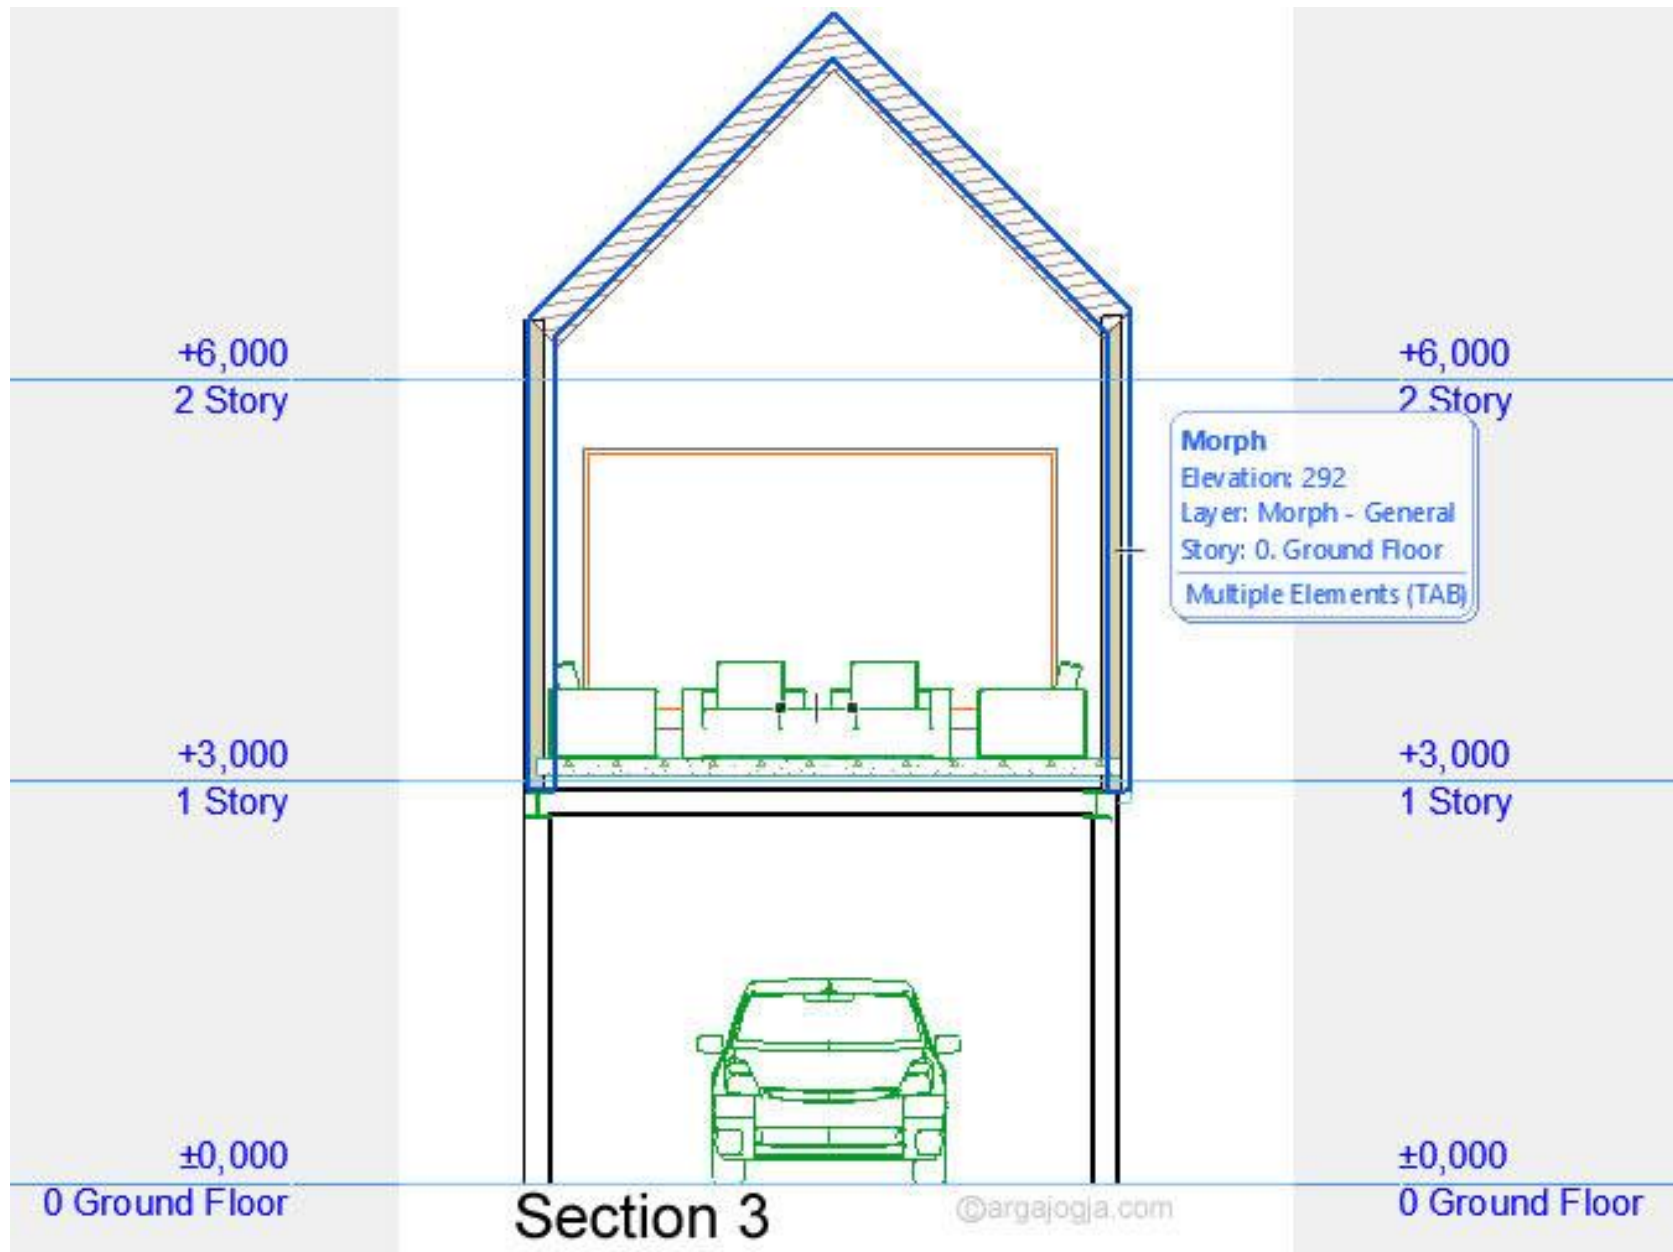 +6,000
2 Story
+6,000
2 Story
Morph
Elevation: 292
Layer: Morph - General
Story: 0. Ground Floor
Multiple Elements (TAB)
+3,000
1 Story
+3,000
1 Story
±0,000
0 Ground Floor
±0,000
0 Ground Floor
Section 3
©argajogja.com